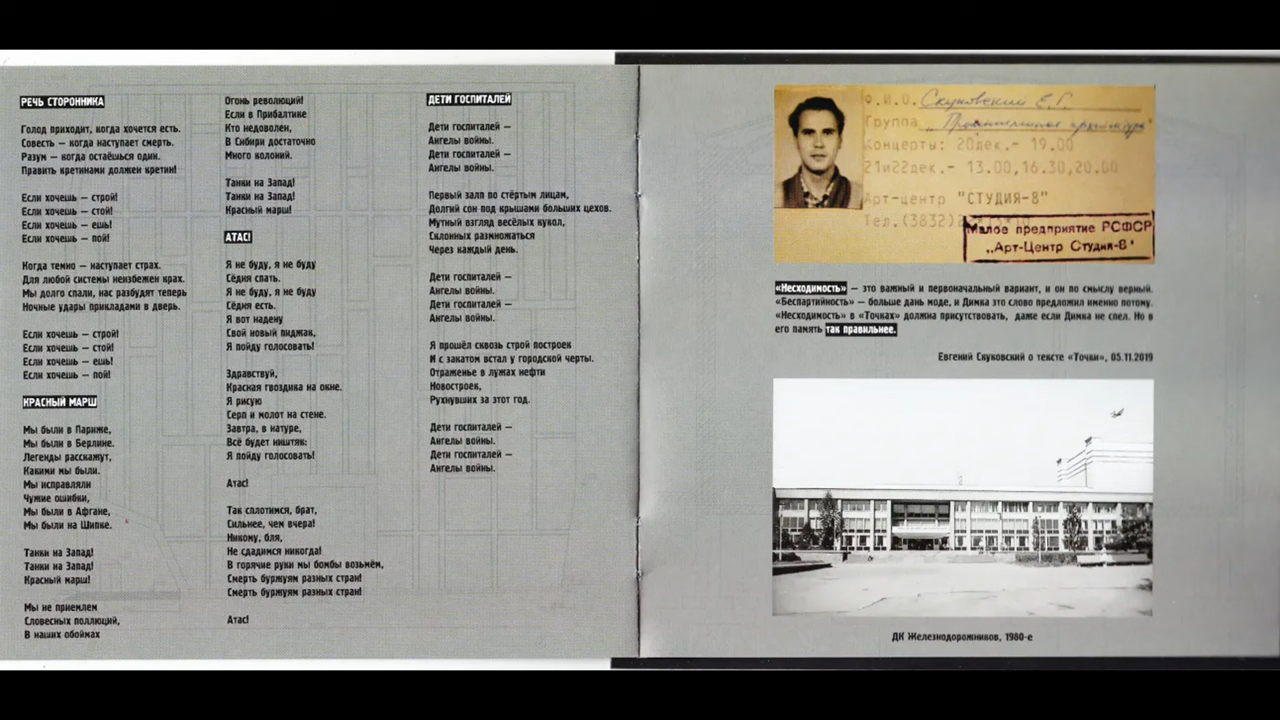 РЕЧЬ СТОРОННИКА
Голод приходит, когда хочется есть.
Совесть — когда наступает смерть.
Разум — когда остаёшься один.
Править кретинами должен кретин!
Если хочешь — строй!
Если хочешь — стой!
Если хочешь — ешь!
Если хочешь — пой!
Когда темно — наступает страх.
Для любой системы неизбежен крах.
Мы долго спали, нас разбудят теперь
Ночные удары прикладами в дверь.
Если хочешь — строй!
Если хочешь — стой!
Если хочешь — ешь!
Если хочешь — пой!
КРАСНЫЙ МАРШ
Мы были в Париже,
Мы были в Берлине.
Легенды расскажут,
Какими мы были.
Мы исправляли
Чужие ошибки,
Мы были в Афгане,
Мы были на Шипке.
Танки на Запад!
Танки на Запад!
Красный марш!
Мы не приемлем
Словесных поллюций,
В наших обоймах
Огонь революций!
Если в Прибалтике
Кто недоволен,
В Сибири достаточно
Много колоний.
Танки на Запад!
Танки на Запад!
Красный марш!
АТАС!
Я не буду, я не буду
Сёдня спать.
Я не буду, я не буду
Сёдня есть.
Я вот надену
Свой новый пиджак,
Я пойду голосовать!
Здравствуй,
Красная гвоздика на окне.
Я рисую
Серп и молот на стене.
Завтра, в натуре,
Всё будет ништяк:
Я пойду голосовать!
Атас!
Так сплотимся, брат,
Сильнее, чем вчера!
Никому, бля,
Не сдадимся никогда!
В горячие руки мы бомбы возьмём,
Смерть буржуям разных стран!
Смерть буржуям разных стран!
Атас!
ДЕТИ ГОСПИТАЛЕЙ
Дети госпиталей —
Ангелы войны.
Дети госпиталей —
Ангелы войны.
Первый залп по стёртым лицам,
Долгий сон под крышами больших цехов.
Мутный взгляд весёлых кукол,
Склонных размножаться
Через каждый день.
Дети госпиталей —
Ангелы войны.
Дети госпиталей —
Ангелы войны.
Я прошёл сквозь строй построек
И с закатом встал у городской черты.
Отраженье в лужах нефти
Новостроек,
Рухнувших за этот год.
Дети госпиталей —
Ангелы войны.
Дети госпиталей —
Ангелы войны.
Ф.И.О. Скуковский Е.Г.
Группа
Концерты: 20дек.- 19.00
21и22дек.- 13.00,16.30,20.00
Арт-центр "СТУДИЯ-8"
Тел.(3832)
Малое предприятие РСФСР
„Арт-Центр Студия-8"
«Несходимость» — это важный и первоначальный вариант, и он по смыслу верный.
«Беспартийность» — больше дань моде, и Димка это слово предложил именно потому.
«Несходимость» в «Точках» должна присутствовать, даже если Димка не спел. Но в
его память так правильнее.
Евгений Скуковский о тексте «Точки», 05.11.2019
ДК Железнодорожников, 1980-е